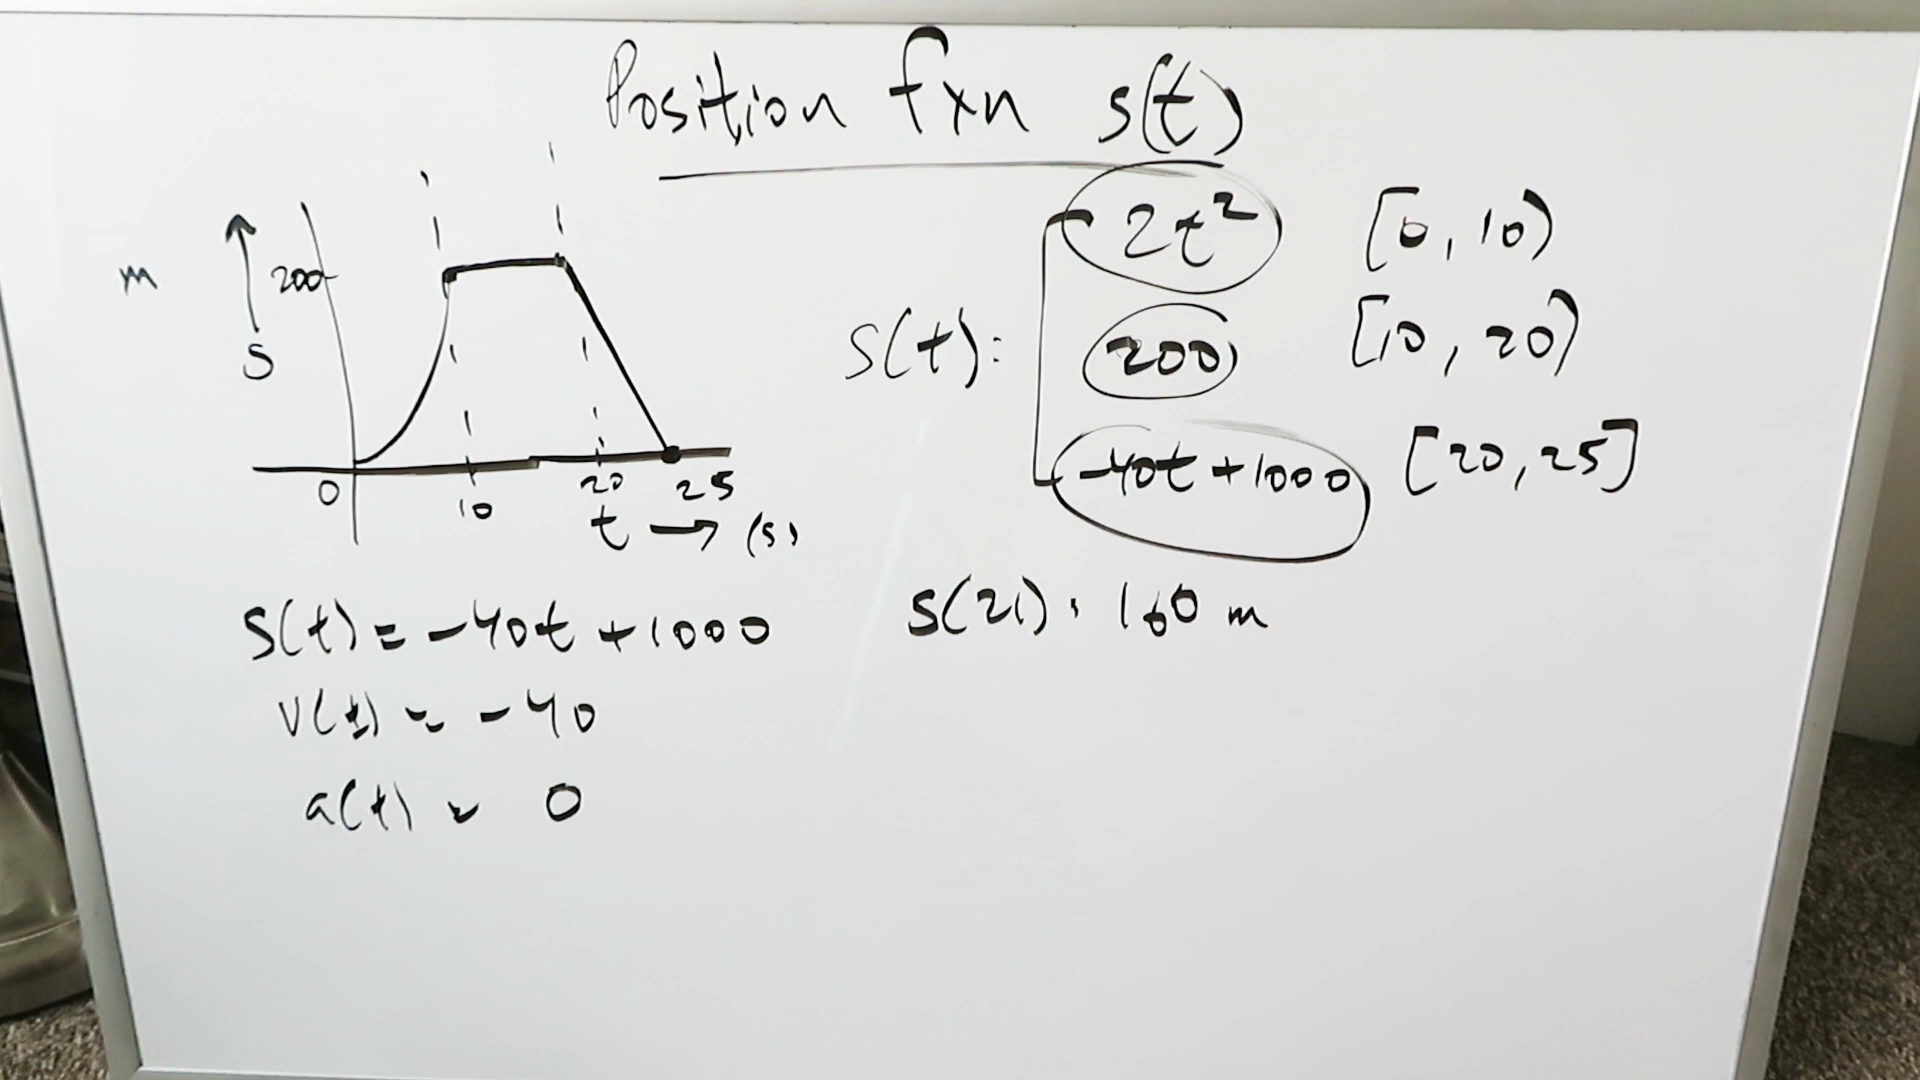 Position fxn s(t)
2t² [0, 10)
m s 200
s(t): 200 [10, 20)
-40t + 1000 [20, 25]
0 10 20 25
t → (s)
s(t) = -40t + 1000
s(21) = 160 m
v(t) = -40
a(t) = 0